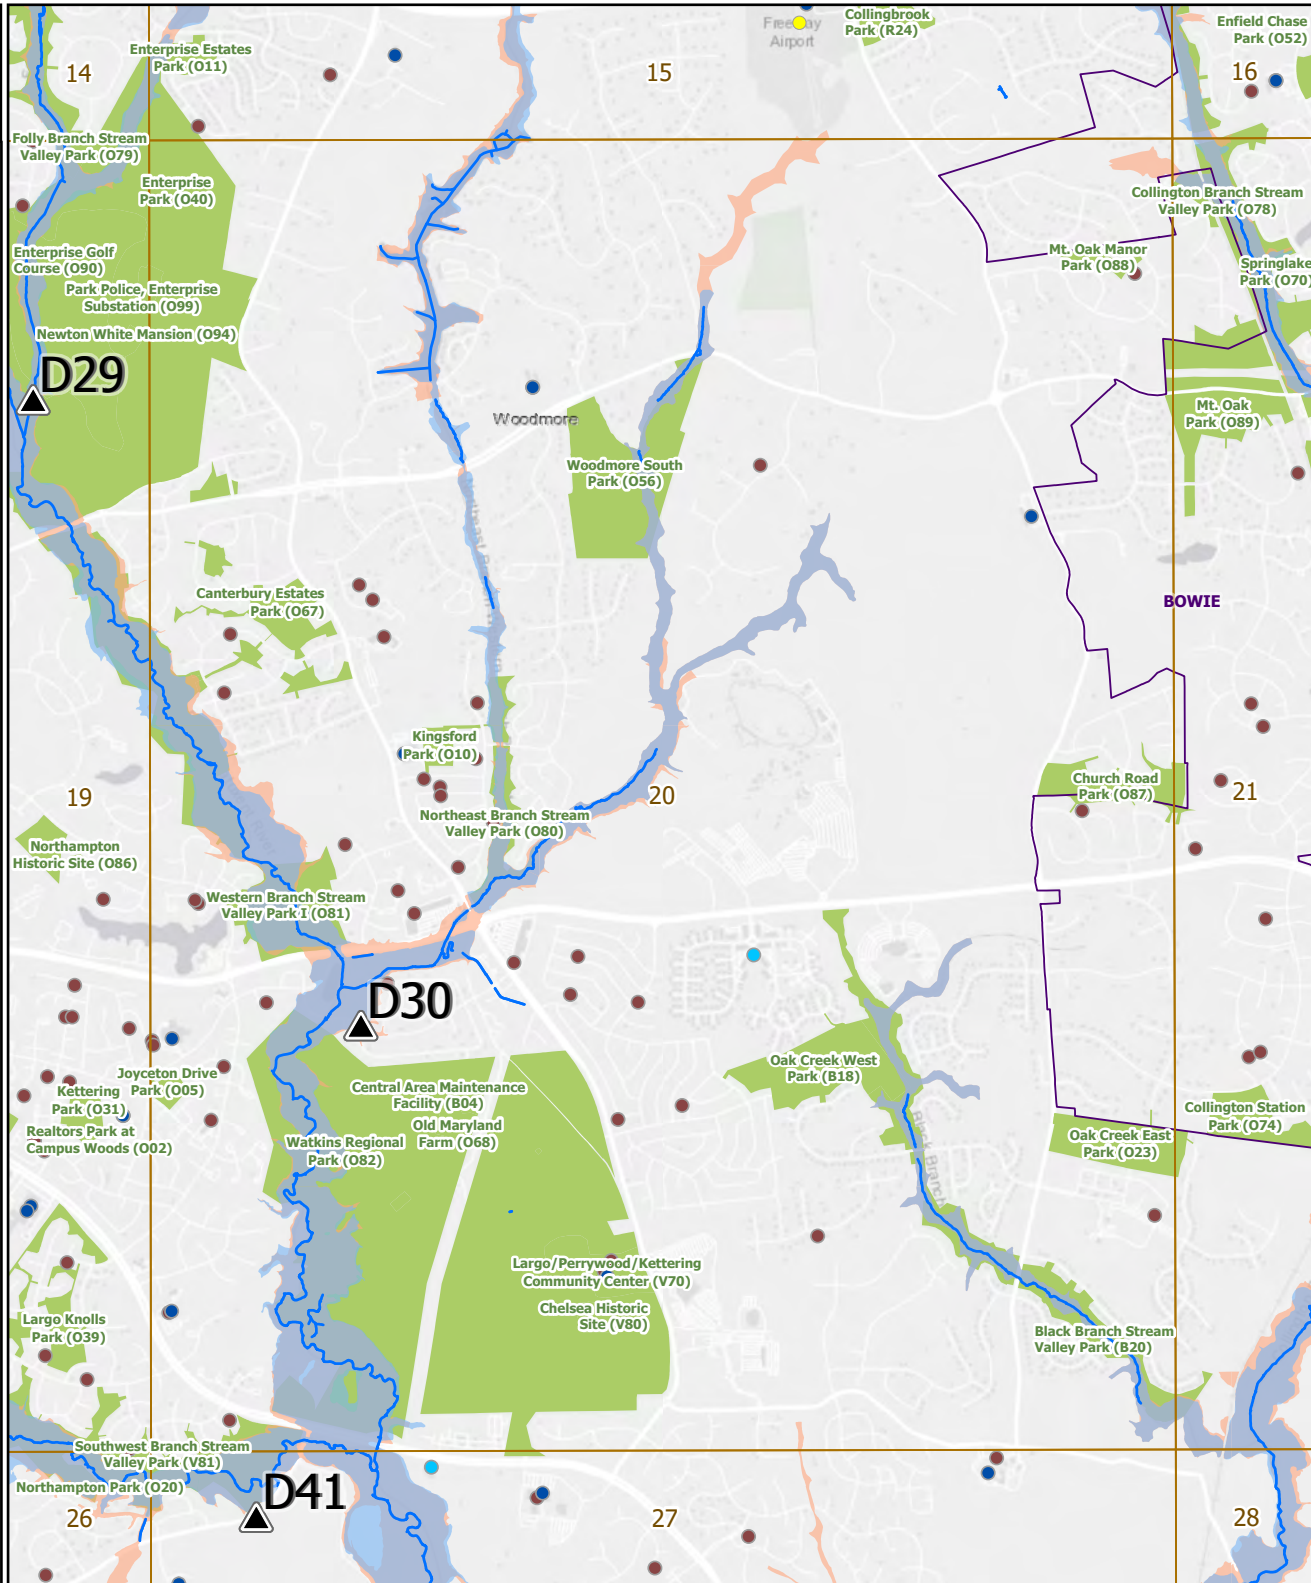 Freeway
Airport
Collingbrook
Park (R24)
Enfield Chase
Park (O52)
Enterprise Estates
Park (O11)
14
15
16
Folly Branch Stream
Valley Park (O79)
Enterprise
Park (O40)
Collington Branch Stream
Valley Park (O78)
Enterprise Golf
Course (O90)
Mt. Oak Manor
Park (O88)
Springlake
Park (O70)
Park Police, Enterprise
Substation (O99)
Newton White Mansion (O94)
D29
Woodmore
Mt. Oak
Park (O89)
Woodmore South
Park (O56)
Canterbury Estates
Park (O67)
BOWIE
Kingsford
Park (O10)
Church Road
Park (O87)
19
20
21
Northeast Branch Stream
Valley Park (O80)
Northampton
Historic Site (O86)
Western Branch Stream
Valley Park I (O81)
D30
Oak Creek West
Park (B18)
Joyceton Drive
Park (O05)
Kettering
Park (O31)
Central Area Maintenance
Facility (B04)
Old Maryland
Farm (O68)
Black Branch
Collington Station
Park (O74)
Realtors Park at
Campus Woods (O02)
Watkins Regional
Park (O82)
Oak Creek East
Park (O23)
Largo/Perrywood/Kettering
Community Center (V70)
Chelsea Historic
Site (V80)
Largo Knolls
Park (O39)
Black Branch Stream
Valley Park (B20)
Southwest Branch Stream
Valley Park (V81)
Northampton Park (O20)
D41
26
27
28